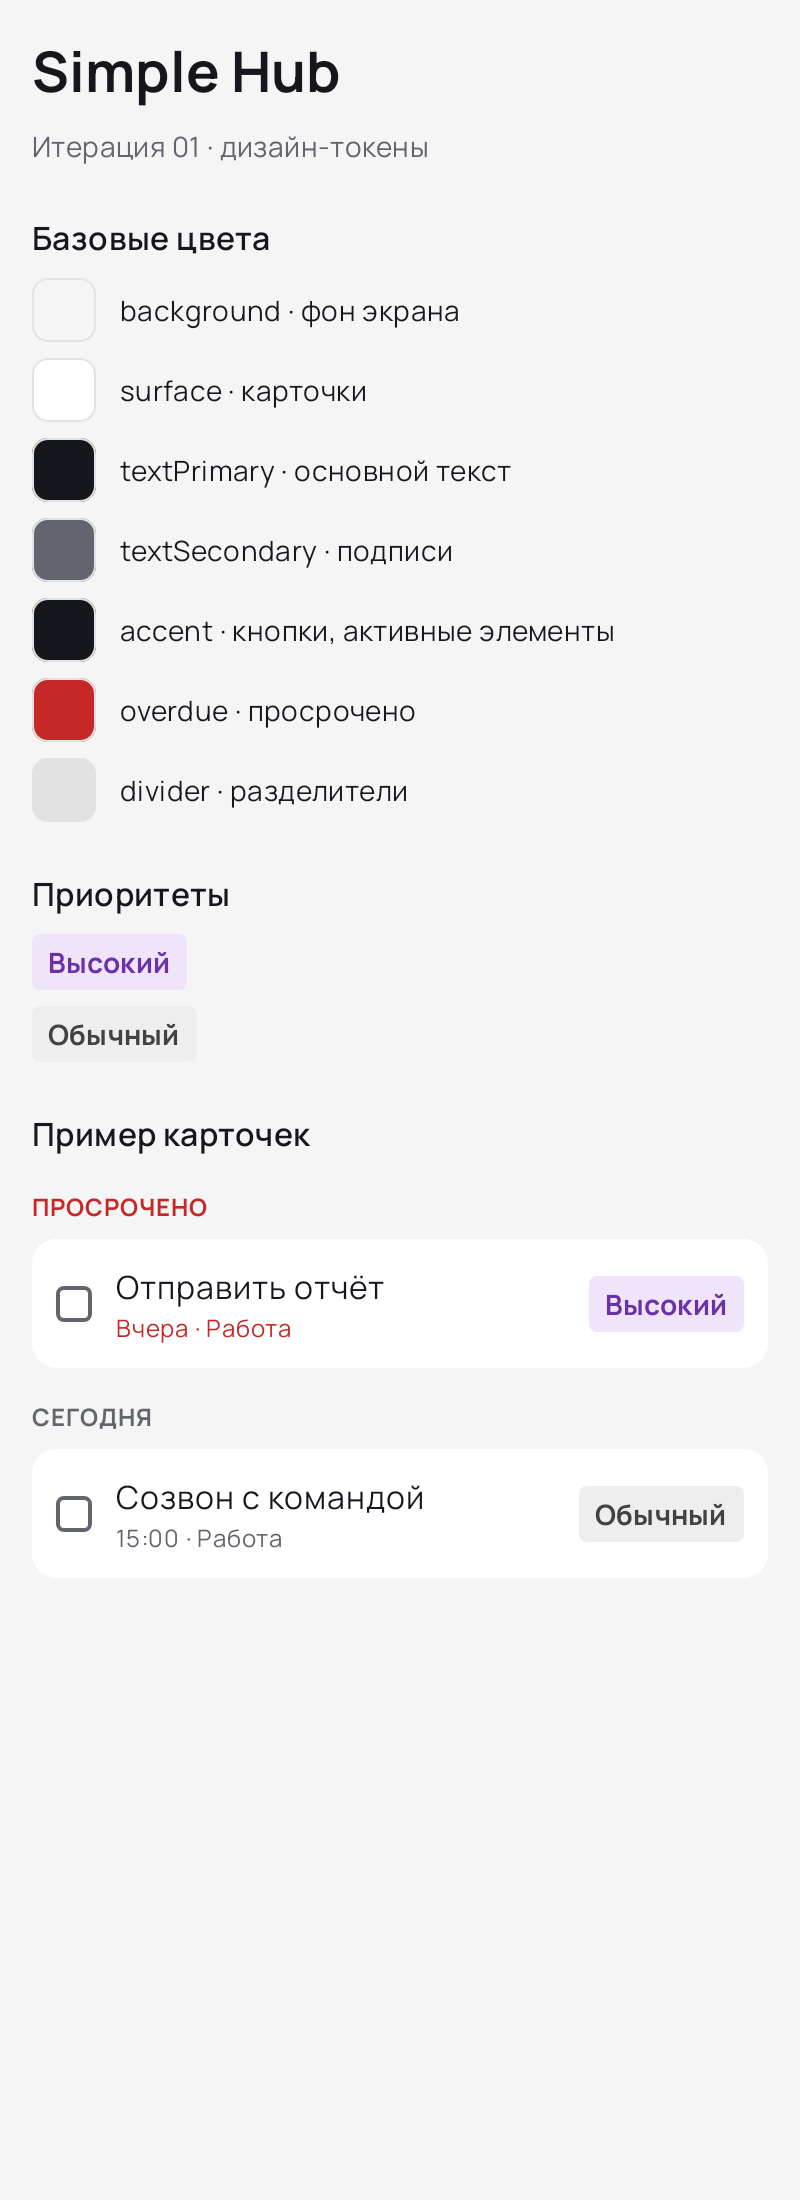 Simple Hub
Итерация 01 · дизайн-токены
Базовые цвета
background · фон экрана
surface · карточки
textPrimary · основной текст
textSecondary · подписи
accent · кнопки, активные элементы
overdue · просрочено
divider · разделители
Приоритеты
Высокий
Обычный
Пример карточек
ПРОСРОЧЕНО
Отправить отчёт
Вчера · Работа
Высокий
СЕГОДНЯ
Созвон с командой
15:00 · Работа
Обычный